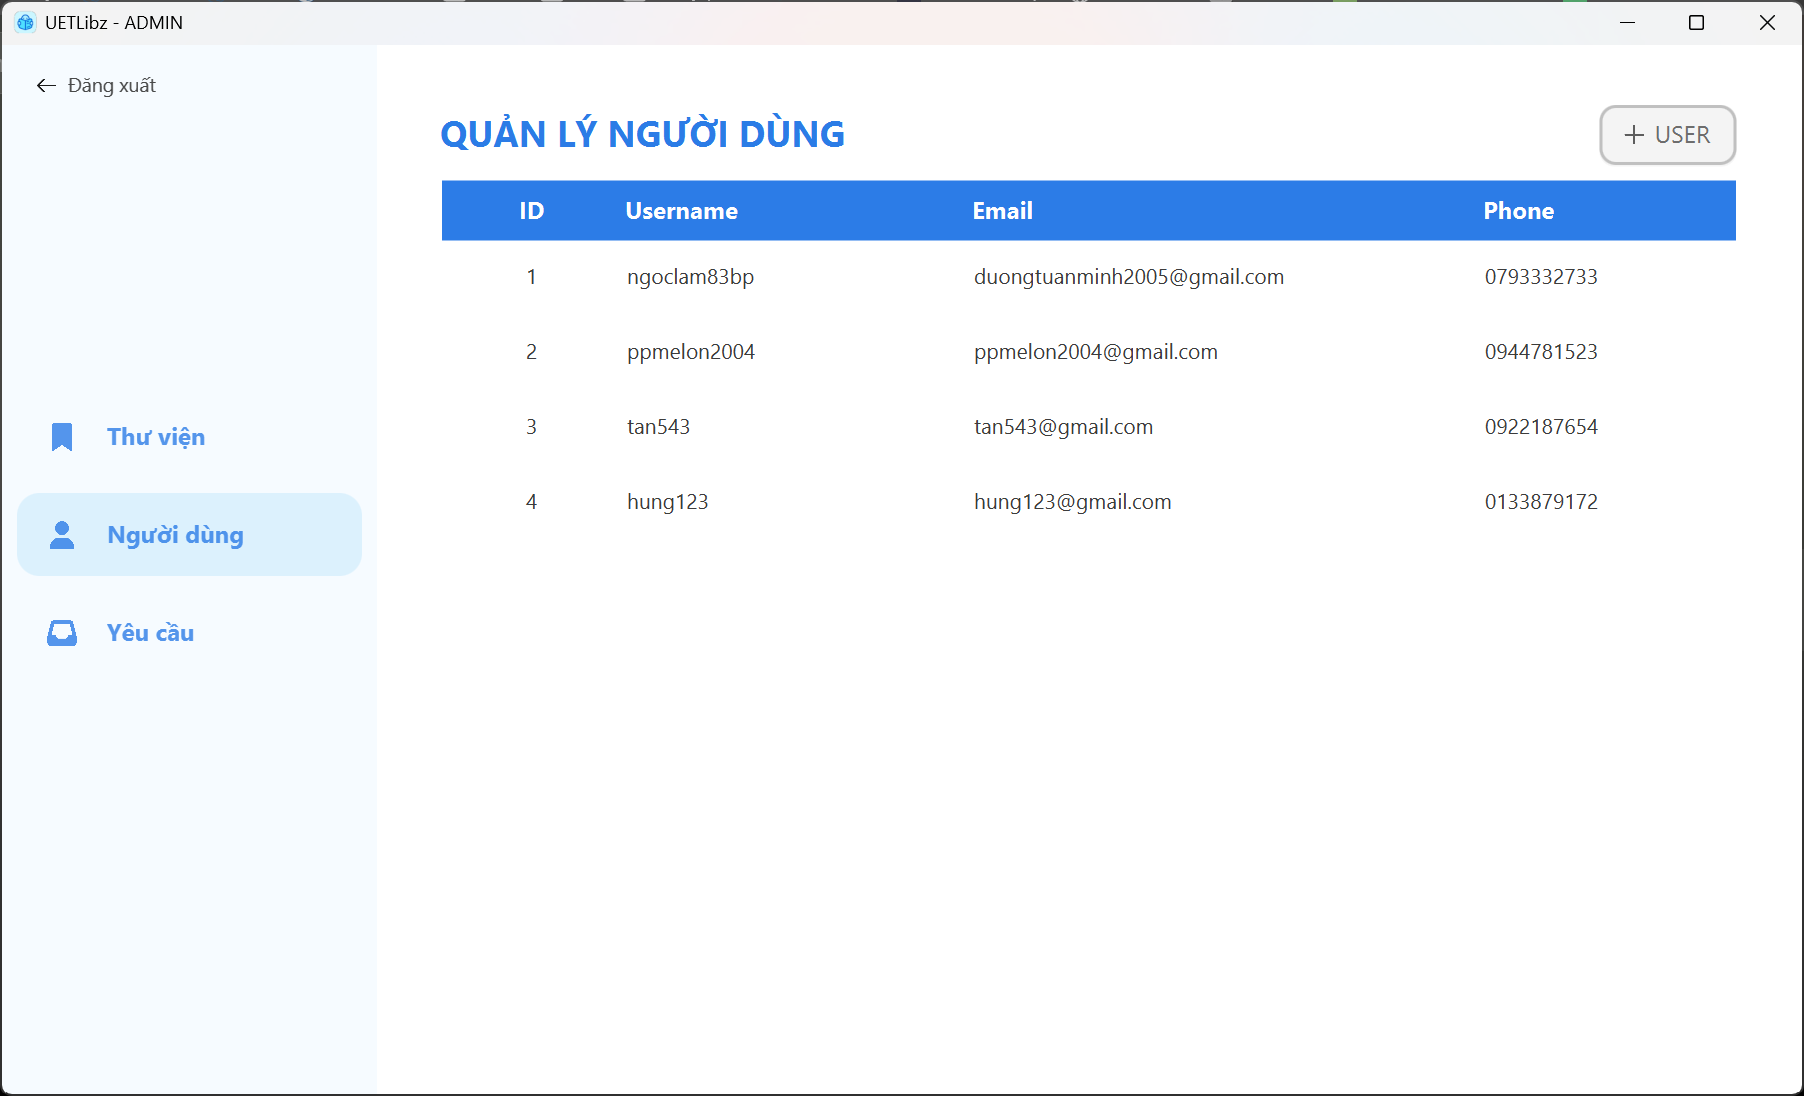 UETLibz - ADMIN
Đăng xuất
QUẢN LÝ NGƯỜI DÙNG
+ USER
ID Username Email Phone
1 ngoclam83bp duongtuanminh2005@gmail.com 0793332733
2 ppmelon2004 ppmelon2004@gmail.com 0944781523
3 tan543 tan543@gmail.com 0922187654
4 hung123 hung123@gmail.com 0133879172
Thư viện
Người dùng
Yêu cầu